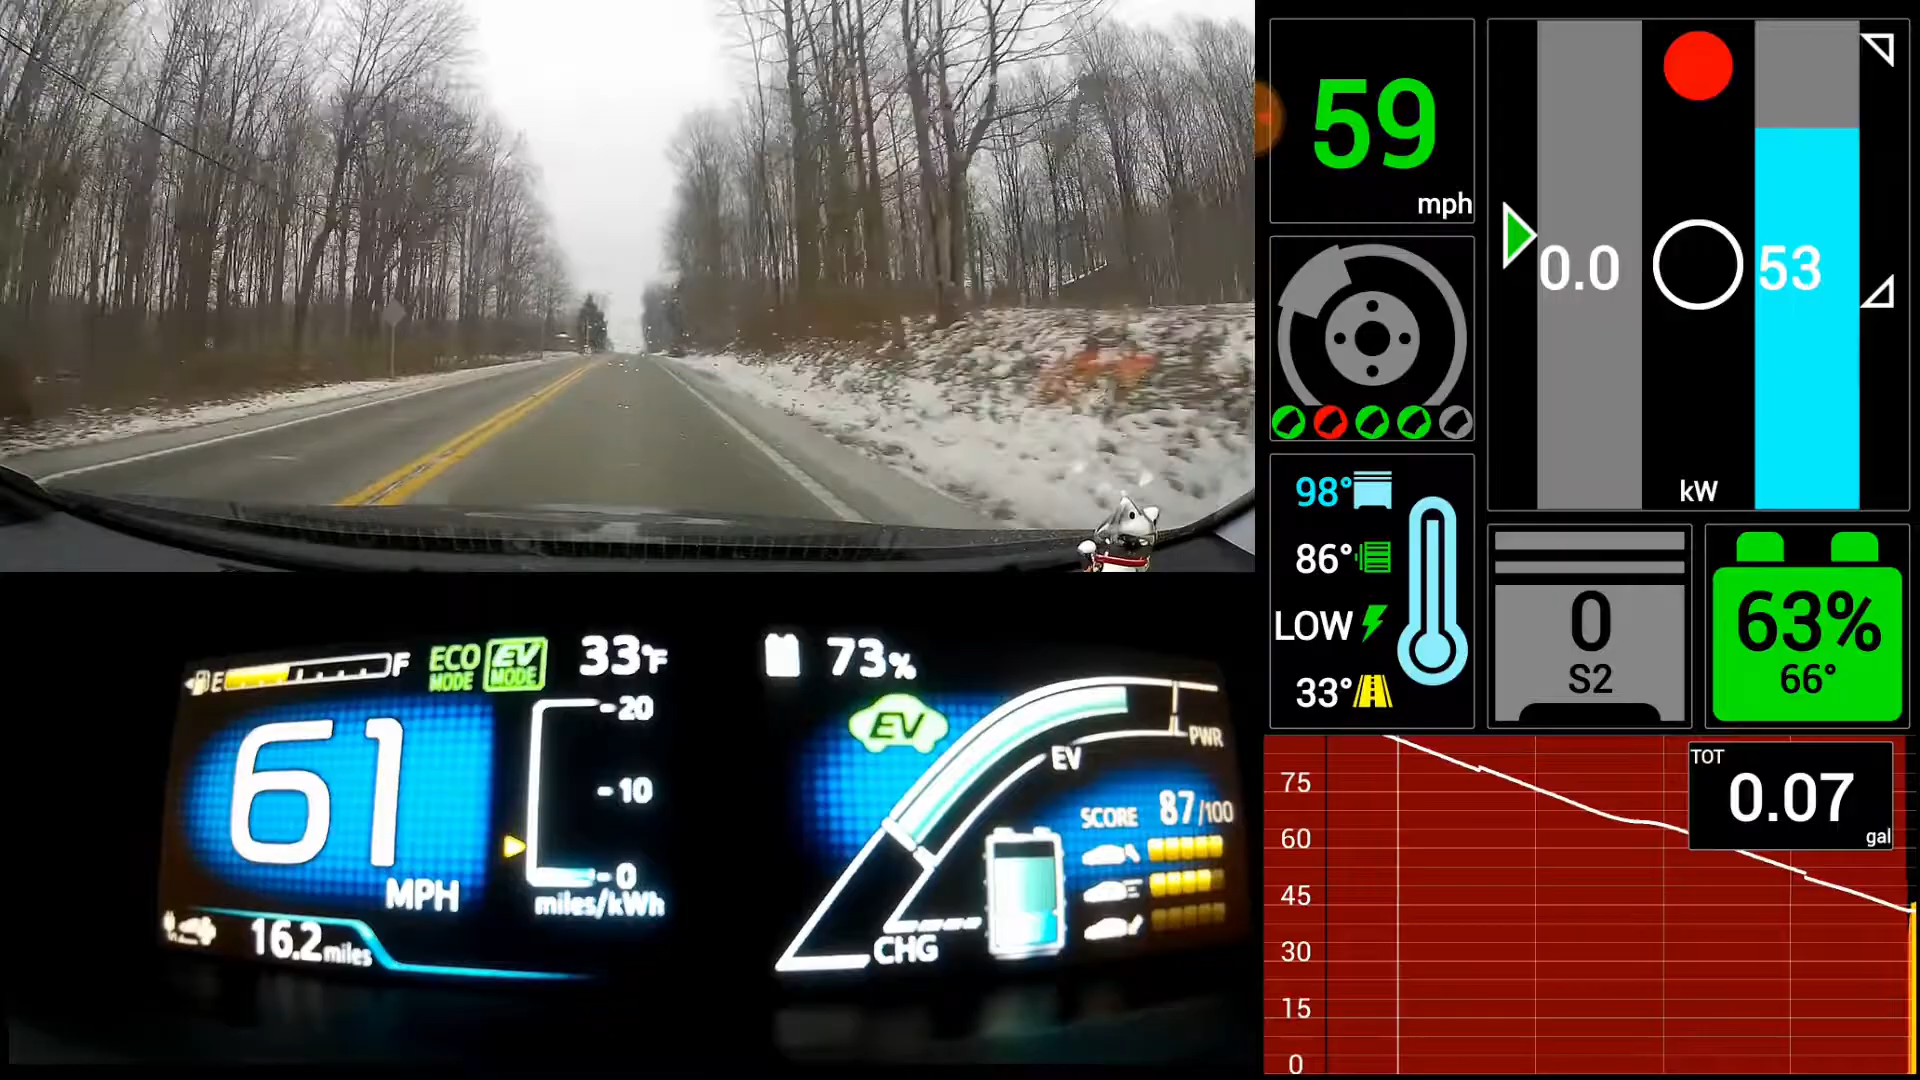 59
mph
0.0
53
kW
98°
86°
LOW
33°
0
S2
63%
66°
E F
ECO MODE
EV MODE
33°F
61
MPH
20
10
0
miles/kWh
16.2 miles
73%
EV
PWR
EV
SCORE 87/100
CHG
TOT
0.07
gal
75
60
45
30
15
0